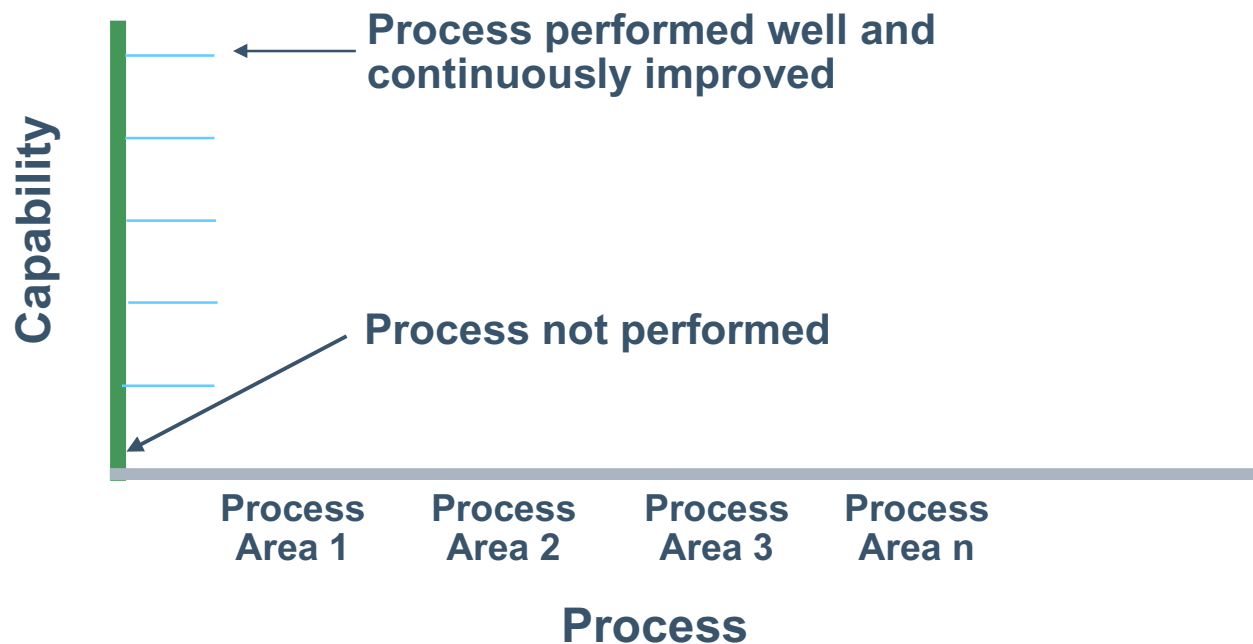 Process performed well and
continuously improved
Capability
Process not performed
Process
Area 1
Process
Area 2
Process
Area 3
Process
Area n
Process